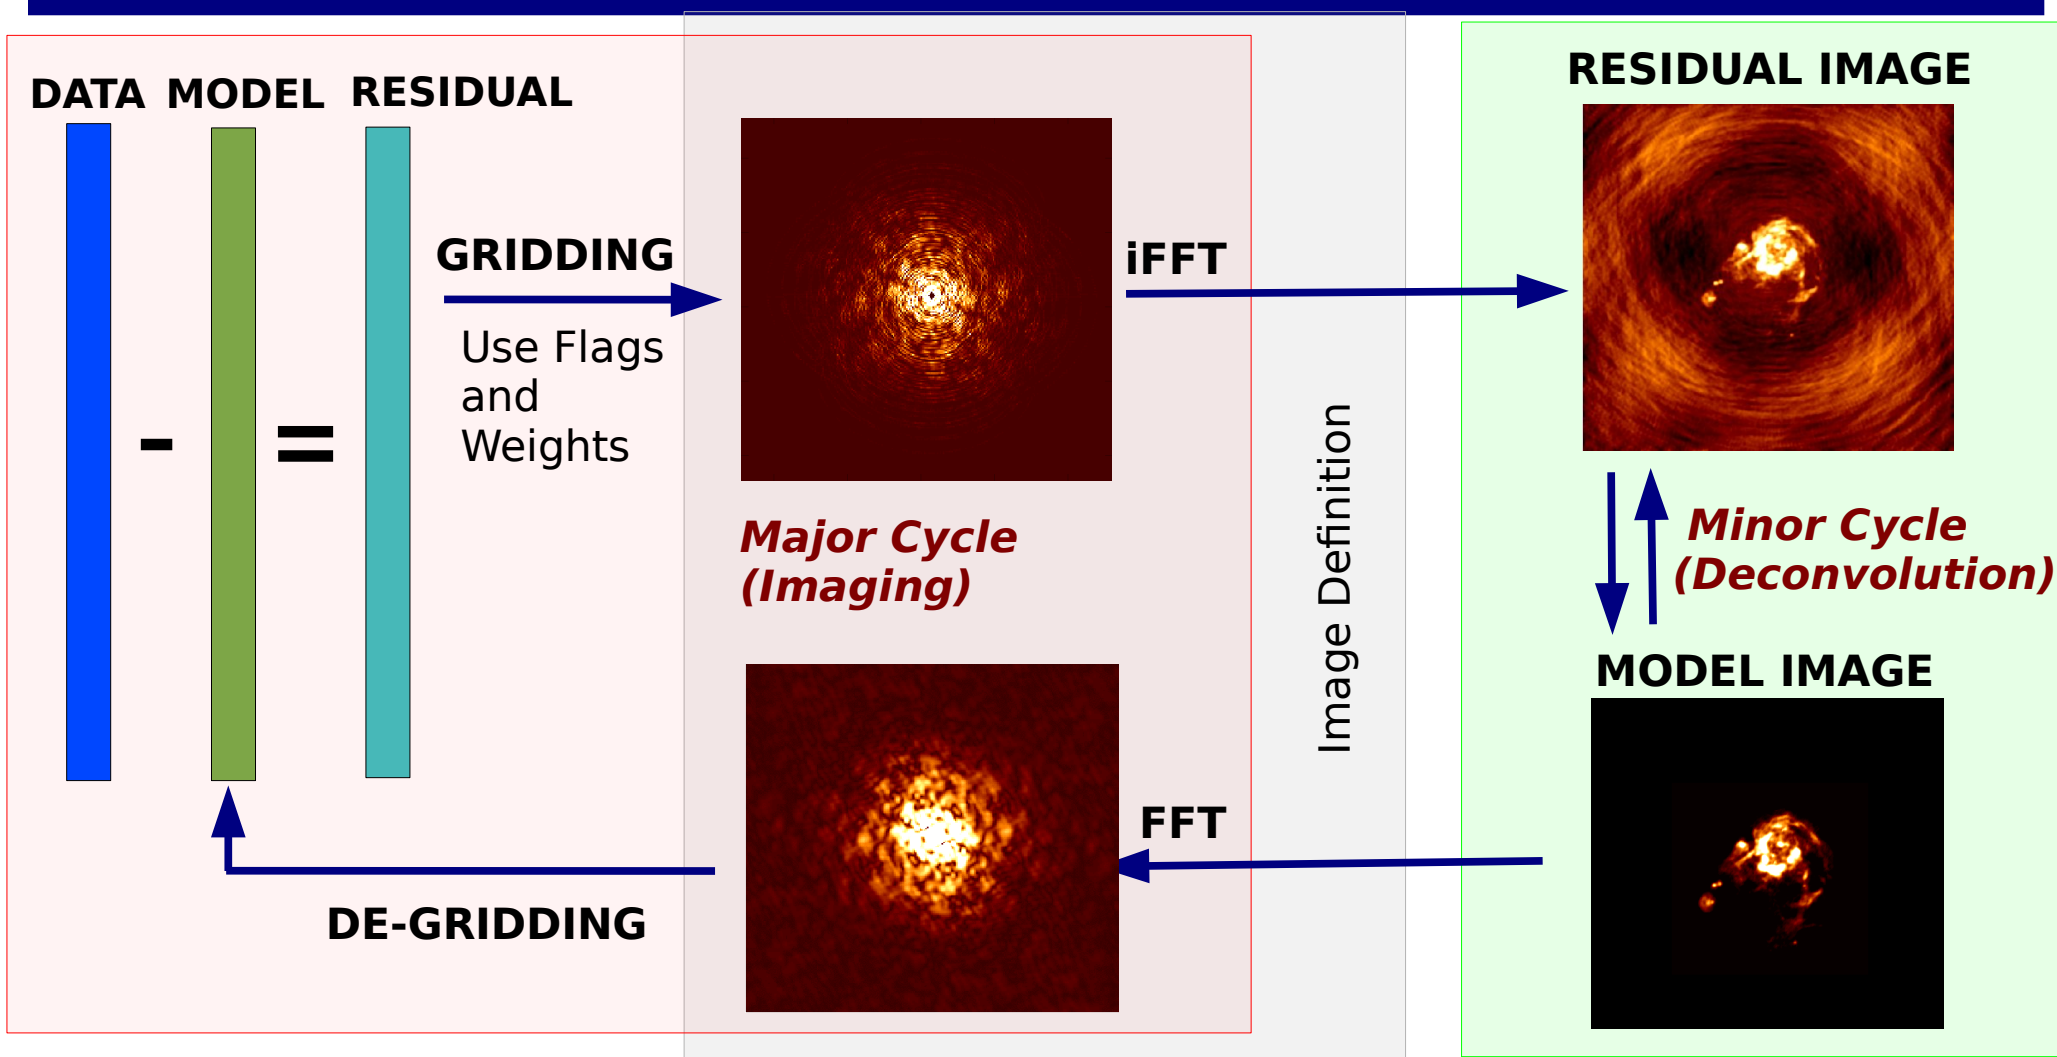 DATA
MODEL
RESIDUAL
-
=
GRIDDING
Use Flags
and
Weights
iFFT
Major Cycle
(Imaging)
Image Definition
RESIDUAL IMAGE
Minor Cycle
(Deconvolution)
MODEL IMAGE
FFT
DE-GRIDDING